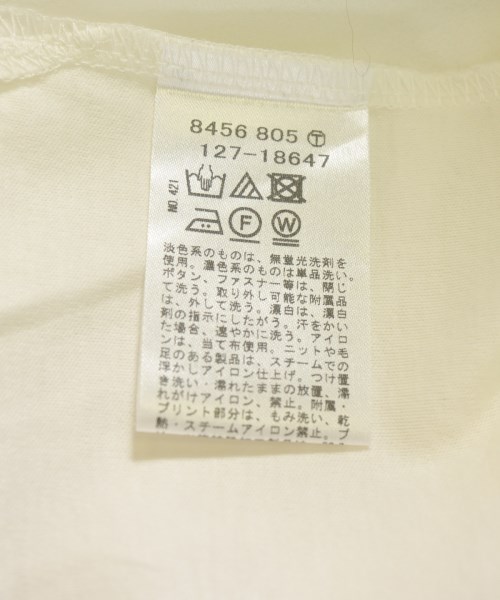 8456 805 Ⓣ
127-18647
NO.421
F W
淡色系のものは、無蛍光洗剤を
使用。濃色系のものは単品洗い。
ボタン、ファスナー等は、閉じ
て洗う。取り外し可能な附属品
は、外して洗う。漂白は、漂白
剤の指示にしたがう。汗をかい
た場合、速やかに洗う。アイロ
ンは、当て布使用。ニットや毛
足のある製品は、スチームでの
浮かしアイロン仕上げ。つけ置
き洗い・濡れたままの放置、濡
れがけアイロン、禁止。附属・
プリント部分は、もみ洗い、乾
熱・スチームアイロン禁止。プ